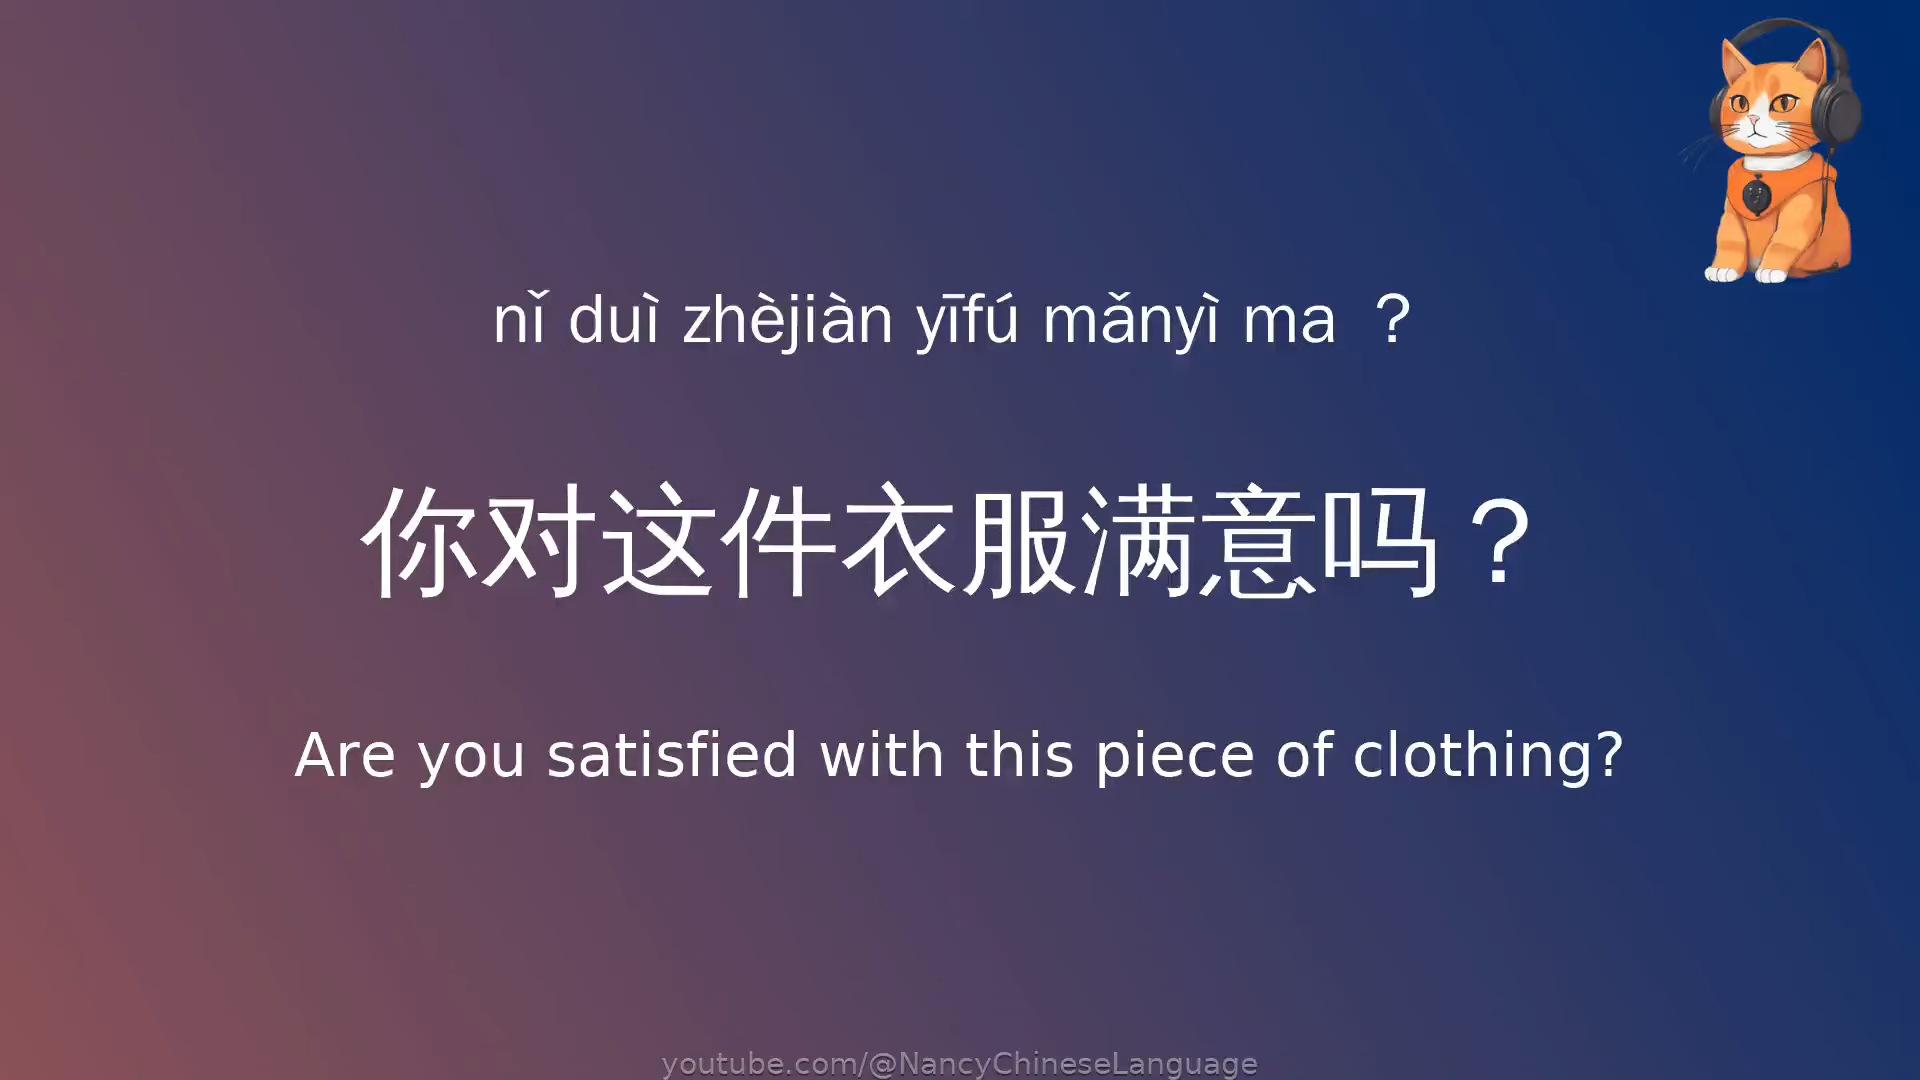 nǐ duì zhèjiàn yīfú mǎnyì ma ？
你对这件衣服满意吗？
Are you satisfied with this piece of clothing?
youtube.com/@NancyChineseLanguage